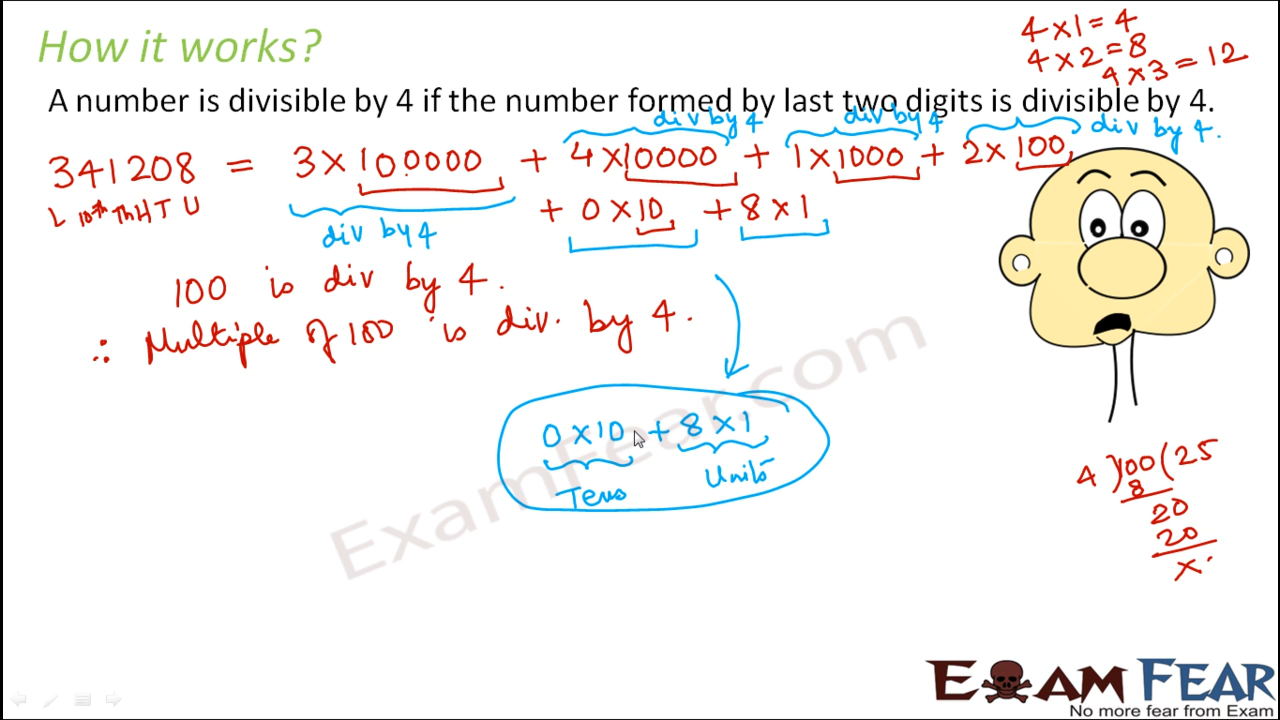 How it works?
4 x 1 = 4
4 x 2 = 8
4 x 3 = 12
A number is divisible by 4 if the number formed by last two digits is divisible by 4.
div by 4 div by 4 div by 4.
341208 = 3 x 100000 + 4 x 10000 + 1 x 1000 + 2 x 100
L 10th Th H T U
+ 0 x 10 + 8 x 1
div by 4
100 is div by 4.
∴ Multiple of 100 is div. by 4.
0 x 10 + 8 x 1
Tens Units
4 ) 100 ( 25
8
20
20
x
ExamFear.com
EXAM FEAR
No more fear from Exam